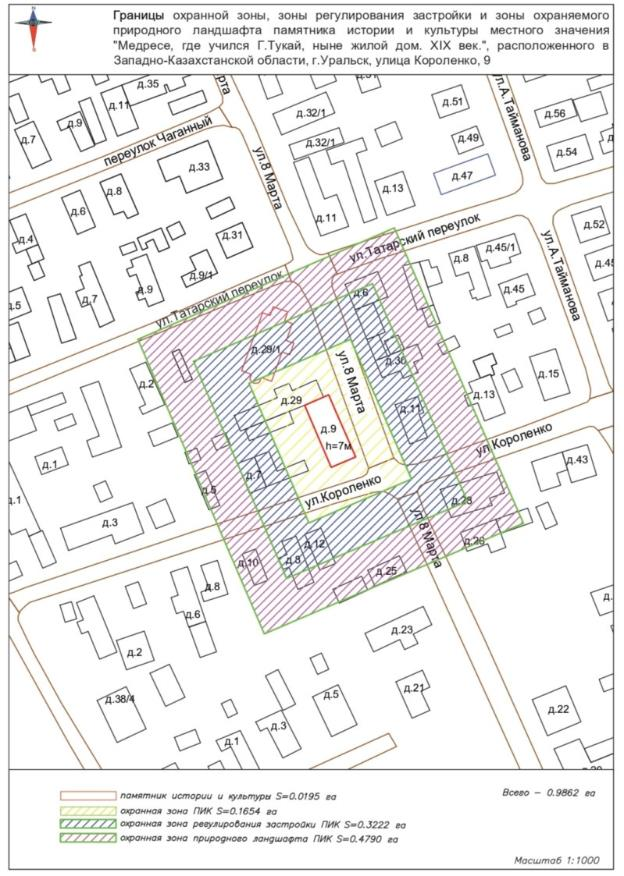 Границы охранной зоны, зоны регулирования застройки и зоны охраняемого
природного ландшафта памятника истории и культуры местного значения
"Медресе, где учился Г.Тукай, ныне жилой дом. XIX век.", расположенного в
Западно-Казахстанской области, г.Уральск, улица Короленко, 9
д.35
д.11
д.9
д.7
переулок Чаганный
д.33
ул.8 Марта
д.32/1
д.32/1
д.51
д.49
д.47
ул.А.Тайманова
д.56
д.54
д.8
д.6
д.4
д.11
д.13
д.31
д.9/1
д.9
д.7
д.5
ул.Татарский переулок
ул.Татарский переулок
д.52
д.45/1
д.8
д.45
ул.А.Тайманова
д.6
д.29/1
д.2
д.29
ул.8 Марта
д.9
h=7м
д.11
д.13
д.15
д.7
д.5
ул.Короленко
ул.Короленко
д.43
д.1
д.1
д.3
ул.8 Марта
д.12
д.8
д.10
д.25
д.8
д.6
д.2
д.23
д.21
д.38/4
д.5
д.3
д.1
д.22
памятник истории и культуры S=0.0195 га
Всего – 0.9862 га
охранная зона ПИК S=0.1654 га
охранная зона регулирования застройки ПИК S=0.3222 га
охранная зона природного ландшафта ПИК S=0.4790 га
Масштаб 1:1000